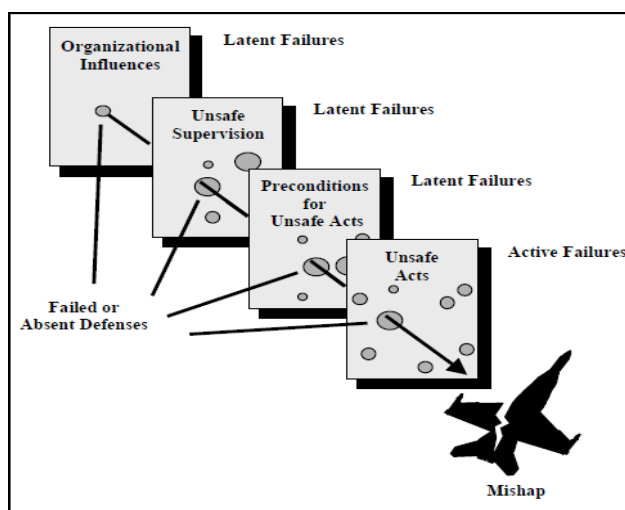 Organizational
Influences
Latent Failures
Unsafe
Supervision
Latent Failures
Preconditions
for
Unsafe Acts
Latent Failures
Unsafe
Acts
Active Failures
Failed or
Absent Defenses
Mishap